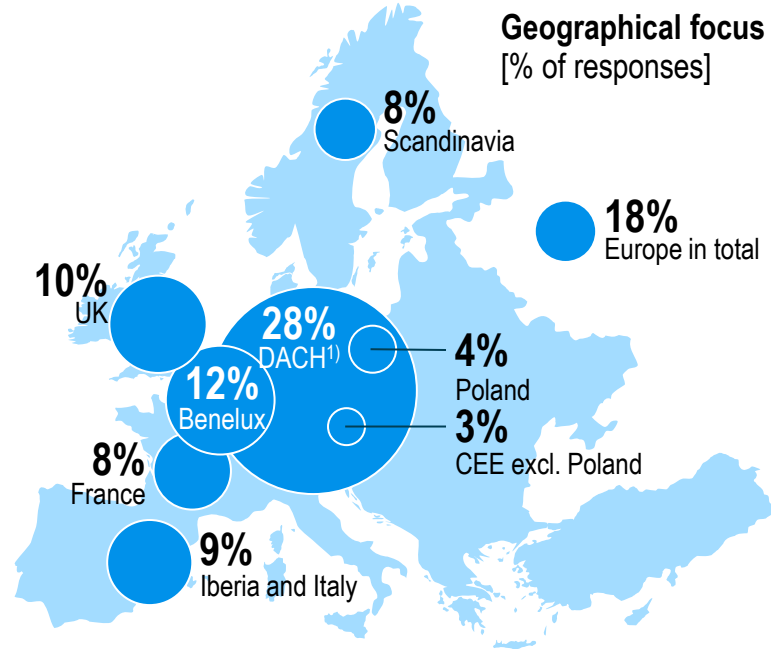 Geographical focus
[% of responses]
8%
Scandinavia
18%
Europe in total
10%
UK
28%
DACH1)
4%
Poland
12%
Benelux
3%
CEE excl. Poland
8%
France
9%
Iberia and Italy